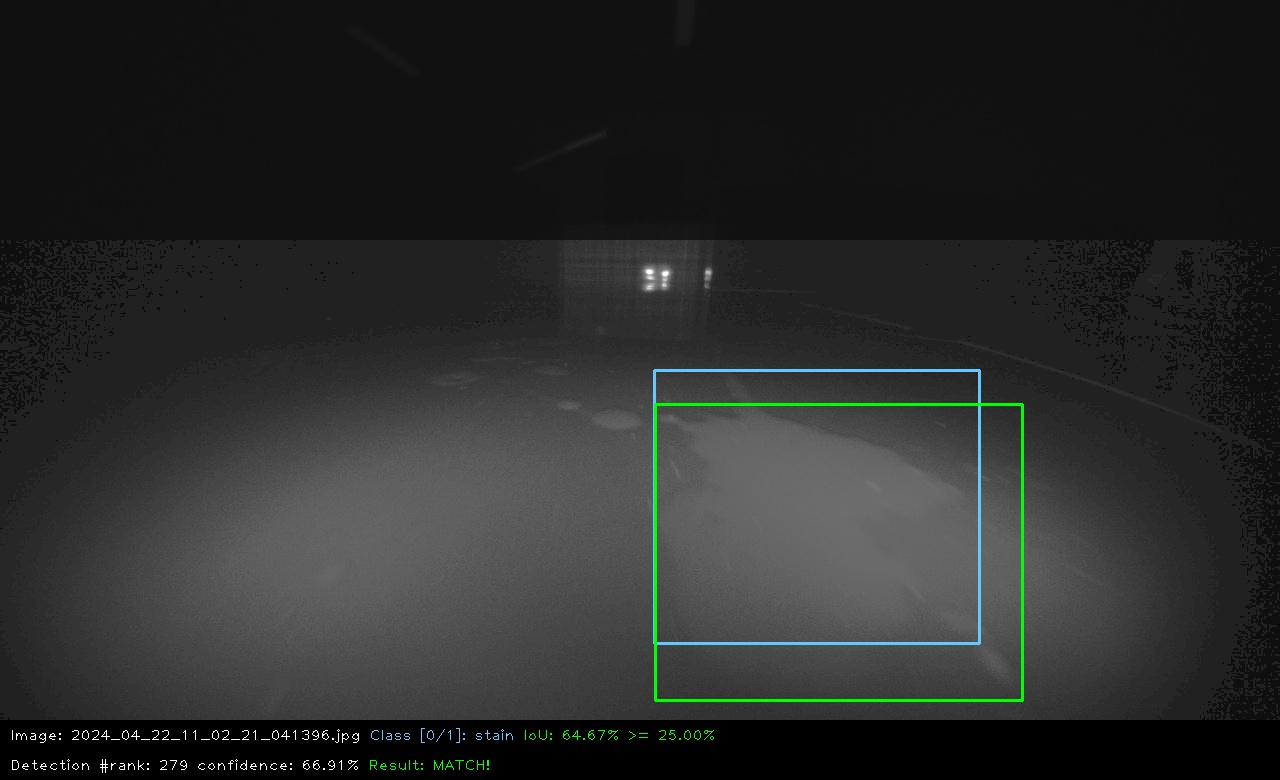 Image: 2024_04_22_11_02_21_041396.jpg Class [0/1]: stain IoU: 64.67% >= 25.00%
Detection #rank: 279 confidence: 66.91% Result: MATCH!